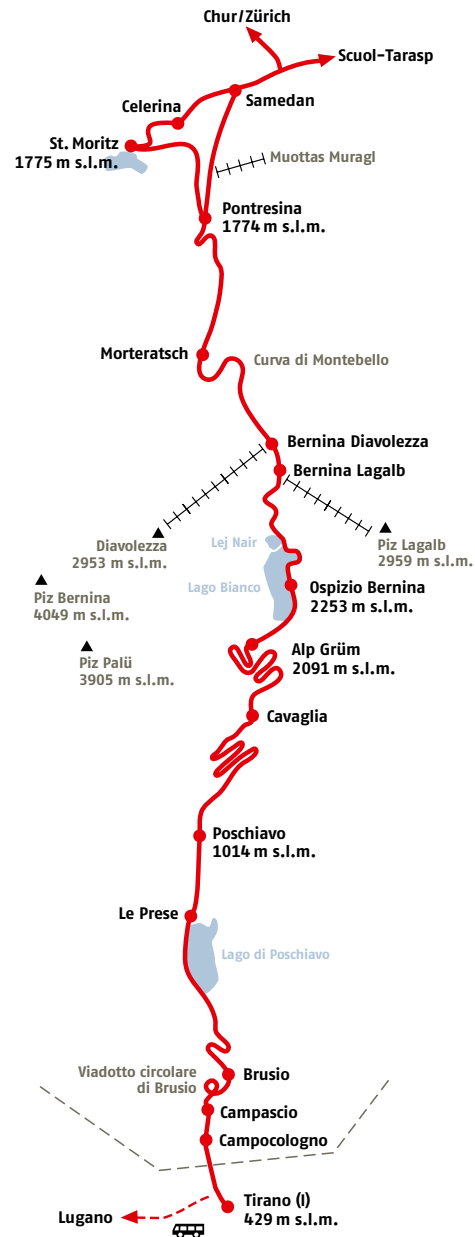 Chur/Zürich
Scuol-Tarasp
Celerina
Samedan
St. Moritz
1775 m s.l.m.
Muottas Muragl
Pontresina
1774 m s.l.m.
Morteratsch
Curva di Montebello
Bernina Diavolezza
Bernina Lagalb
Diavolezza
2953 m s.l.m.
Lej Nair
Piz Lagalb
2959 m s.l.m.
Piz Bernina
4049 m s.l.m.
Lago Bianco
Ospizio Bernina
2253 m s.l.m.
Piz Palü
3905 m s.l.m.
Alp Grüm
2091 m s.l.m.
Cavaglia
Poschiavo
1014 m s.l.m.
Le Prese
Lago di Poschiavo
Viadotto circolare
di Brusio
Brusio
Campascio
Campocologno
Tirano (I)
429 m s.l.m.
Lugano